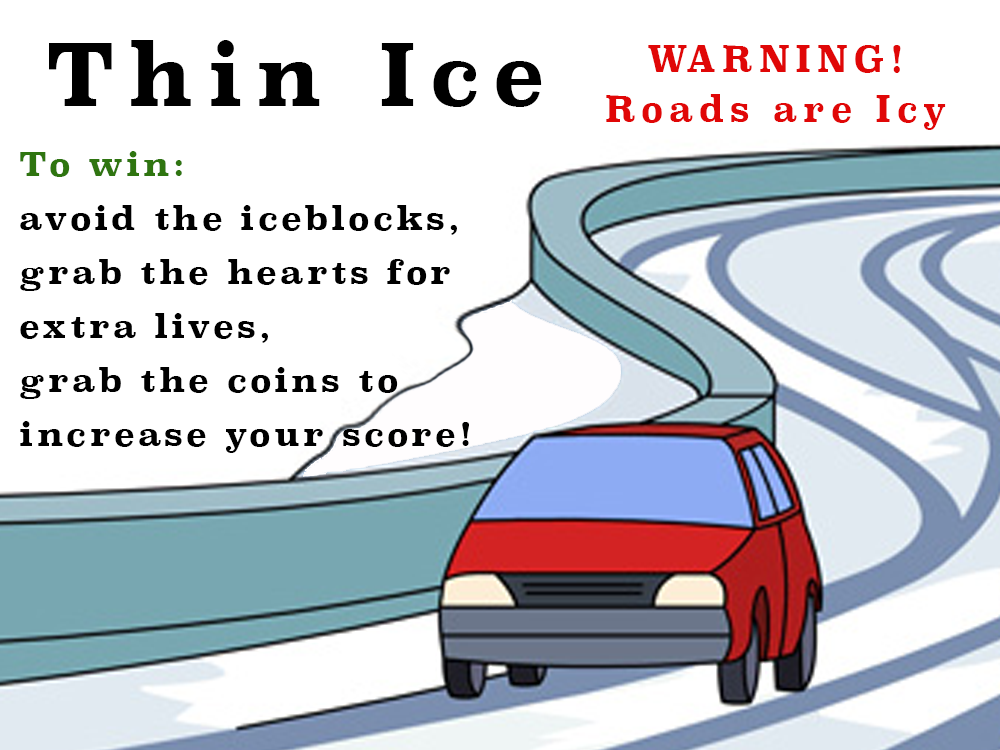 Thin Ice
WARNING!
Roads are Icy
To win:
avoid the iceblocks,
grab the hearts for
extra lives,
grab the coins to
increase your score!